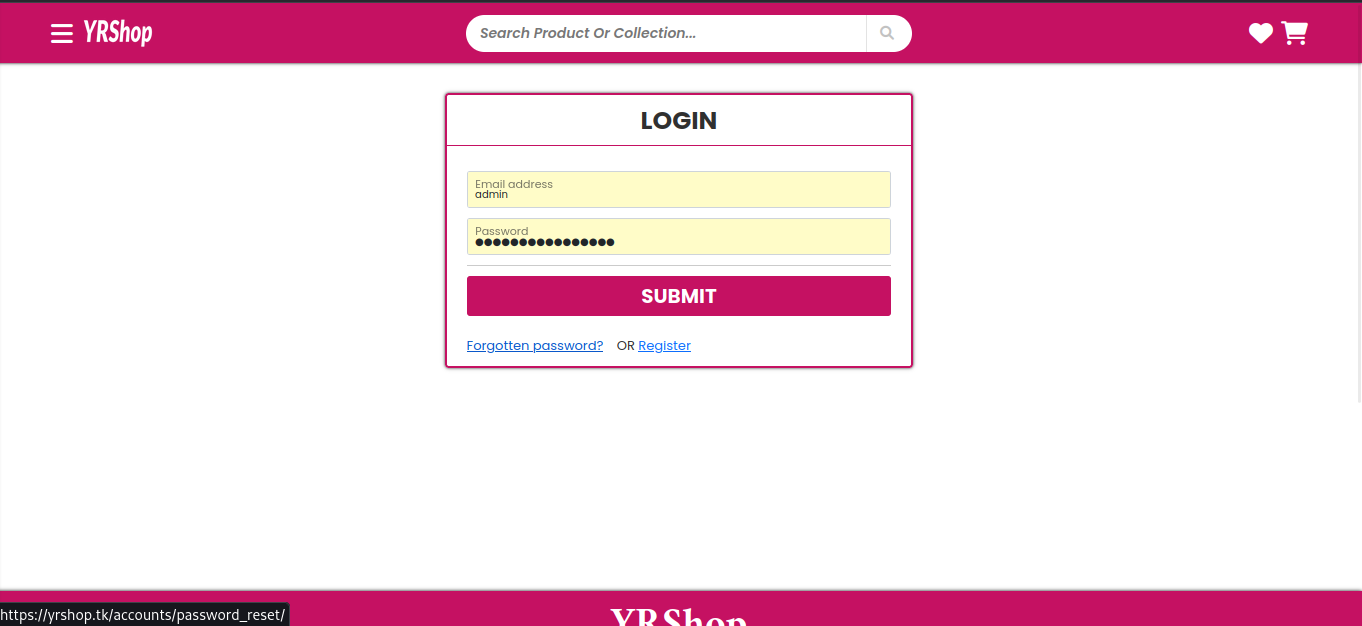 YRShop
Search Product Or Collection...
LOGIN
Email address
admin
Password
SUBMIT
Forgotten password? OR Register
https://yrshop.tk/accounts/password_reset/
YRShop